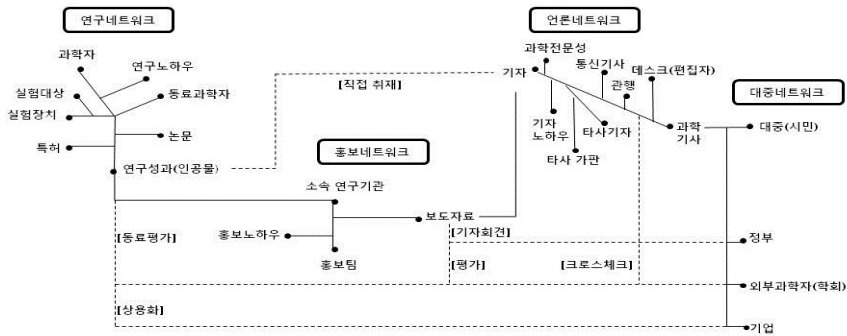 연구네트워크
언론네트워크
과학자
연구노하우
실험대상
동료과학자
실험장치
논문
특허
연구성과(인공물)
[직접 취재]
과학전문성
기자
통신기사
데스크(편집자)
관행
기자
노하우
타사기자
타사 가판
과학
기사
대중네트워크
대중(시민)
홍보네트워크
소속 연구기관
보도자료
홍보노하우
홍보팀
[동료평가]
[기자회견]
[평가]
[크로스체크]
정부
외부과학자(학회)
[상용화]
기업